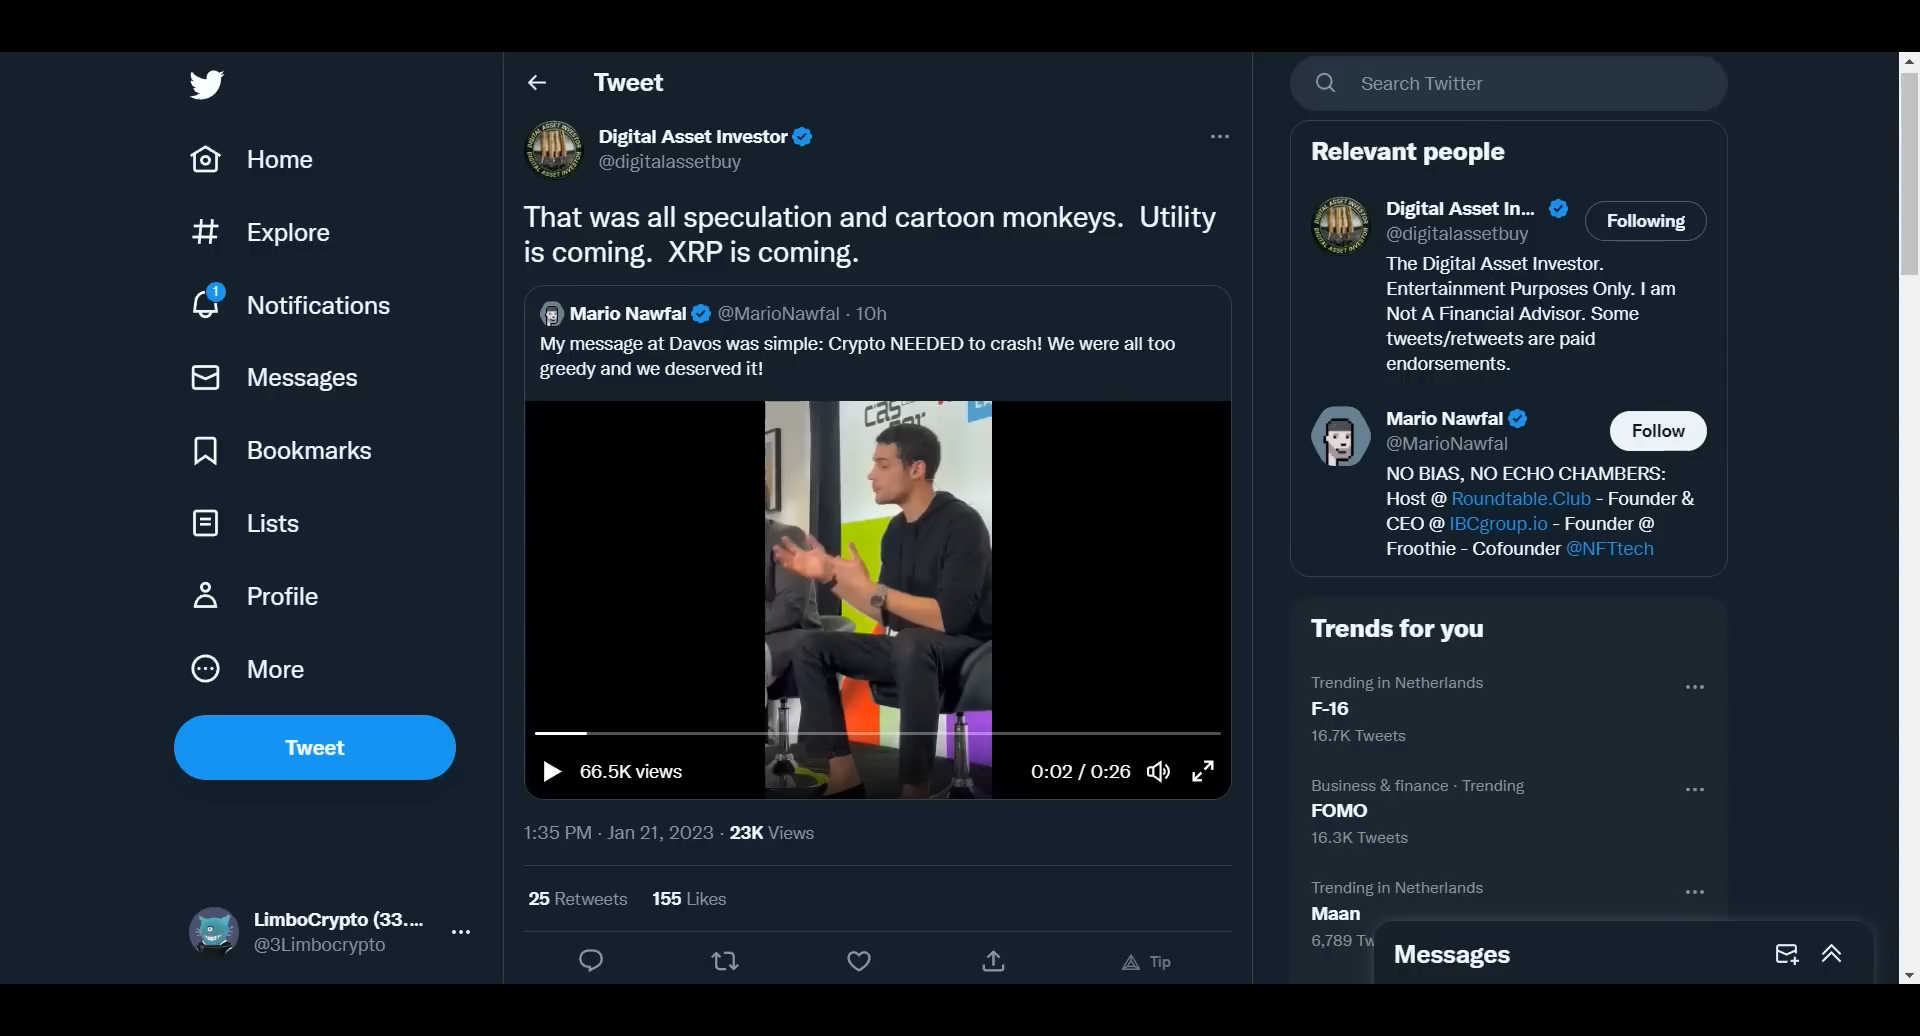 Home
Explore
1
Notifications
Messages
Bookmarks
Lists
Profile
More
Tweet
LimboCrypto (33....
@3Limbocrypto
Tweet
Digital Asset Investor
@digitalassetbuy
That was all speculation and cartoon monkeys. Utility
is coming. XRP is coming.
Mario Nawfal @MarioNawfal · 10h
My message at Davos was simple: Crypto NEEDED to crash! We were all too
greedy and we deserved it!
66.5K views
0:02 / 0:26
1:35 PM · Jan 21, 2023 · 23K Views
25 Retweets 155 Likes
Tip
Search Twitter
Relevant people
Digital Asset In...
@digitalassetbuy
Following
The Digital Asset Investor.
Entertainment Purposes Only. I am
Not A Financial Advisor. Some
tweets/retweets are paid
endorsements.
Mario Nawfal
@MarioNawfal
Follow
NO BIAS, NO ECHO CHAMBERS:
Host @ Roundtable.Club - Founder &
CEO @ IBCgroup.io - Founder @
Froothie - Cofounder @NFTtech
Trends for you
Trending in Netherlands
F-16
16.7K Tweets
Business & finance · Trending
FOMO
16.3K Tweets
Trending in Netherlands
Maan
6,789 Tw
Messages